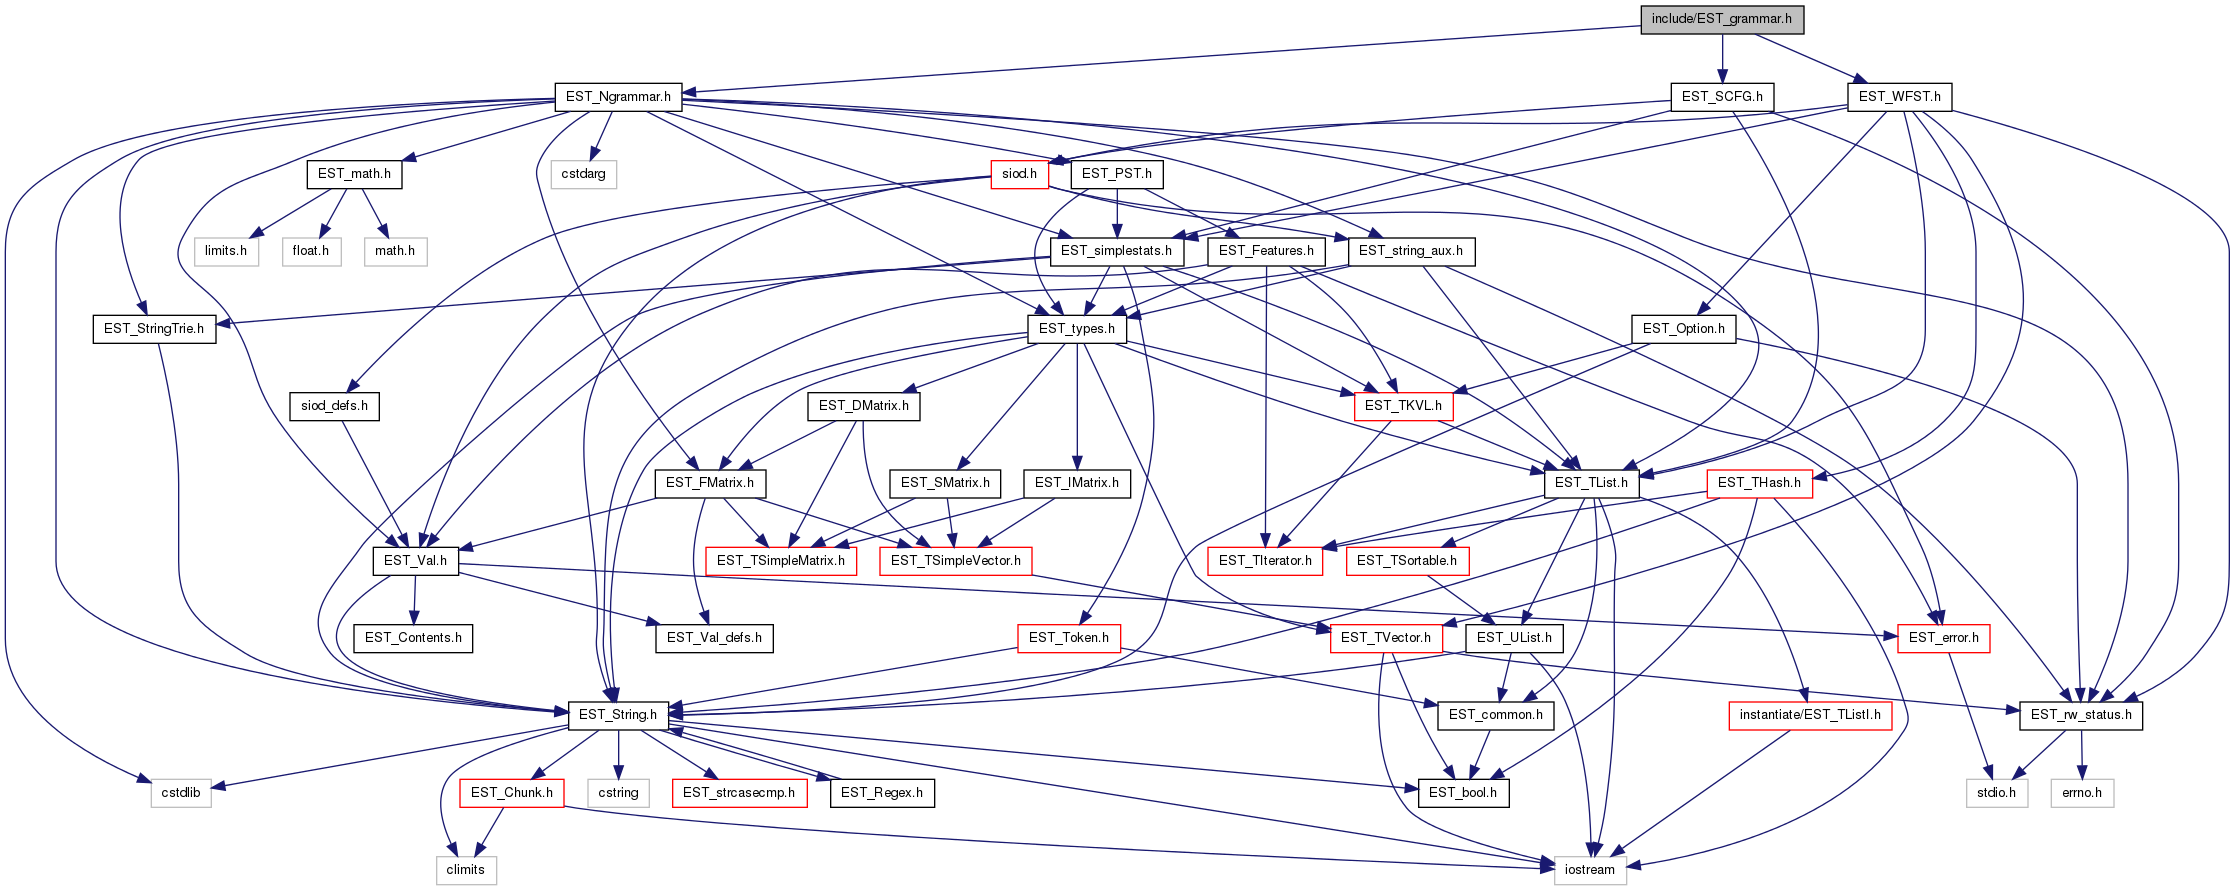 include/EST_grammar.h
EST_Ngrammar.h
EST_SCFG.h
EST_WFST.h
EST_math.h
cstdarg
siod.h
EST_PST.h
limits.h
float.h
math.h
EST_simplestats.h
EST_Features.h
EST_string_aux.h
EST_StringTrie.h
EST_types.h
EST_Option.h
siod_defs.h
EST_DMatrix.h
EST_TKVL.h
EST_FMatrix.h
EST_SMatrix.h
EST_IMatrix.h
EST_TList.h
EST_THash.h
EST_Val.h
EST_TSimpleMatrix.h
EST_TSimpleVector.h
EST_TIterator.h
EST_TSortable.h
EST_Contents.h
EST_Val_defs.h
EST_Token.h
EST_TVector.h
EST_UList.h
EST_error.h
EST_String.h
EST_common.h
instantiate/EST_TListI.h
EST_rw_status.h
cstdlib
EST_Chunk.h
cstring
EST_strcasecmp.h
EST_Regex.h
EST_bool.h
stdio.h
errno.h
climits
iostream